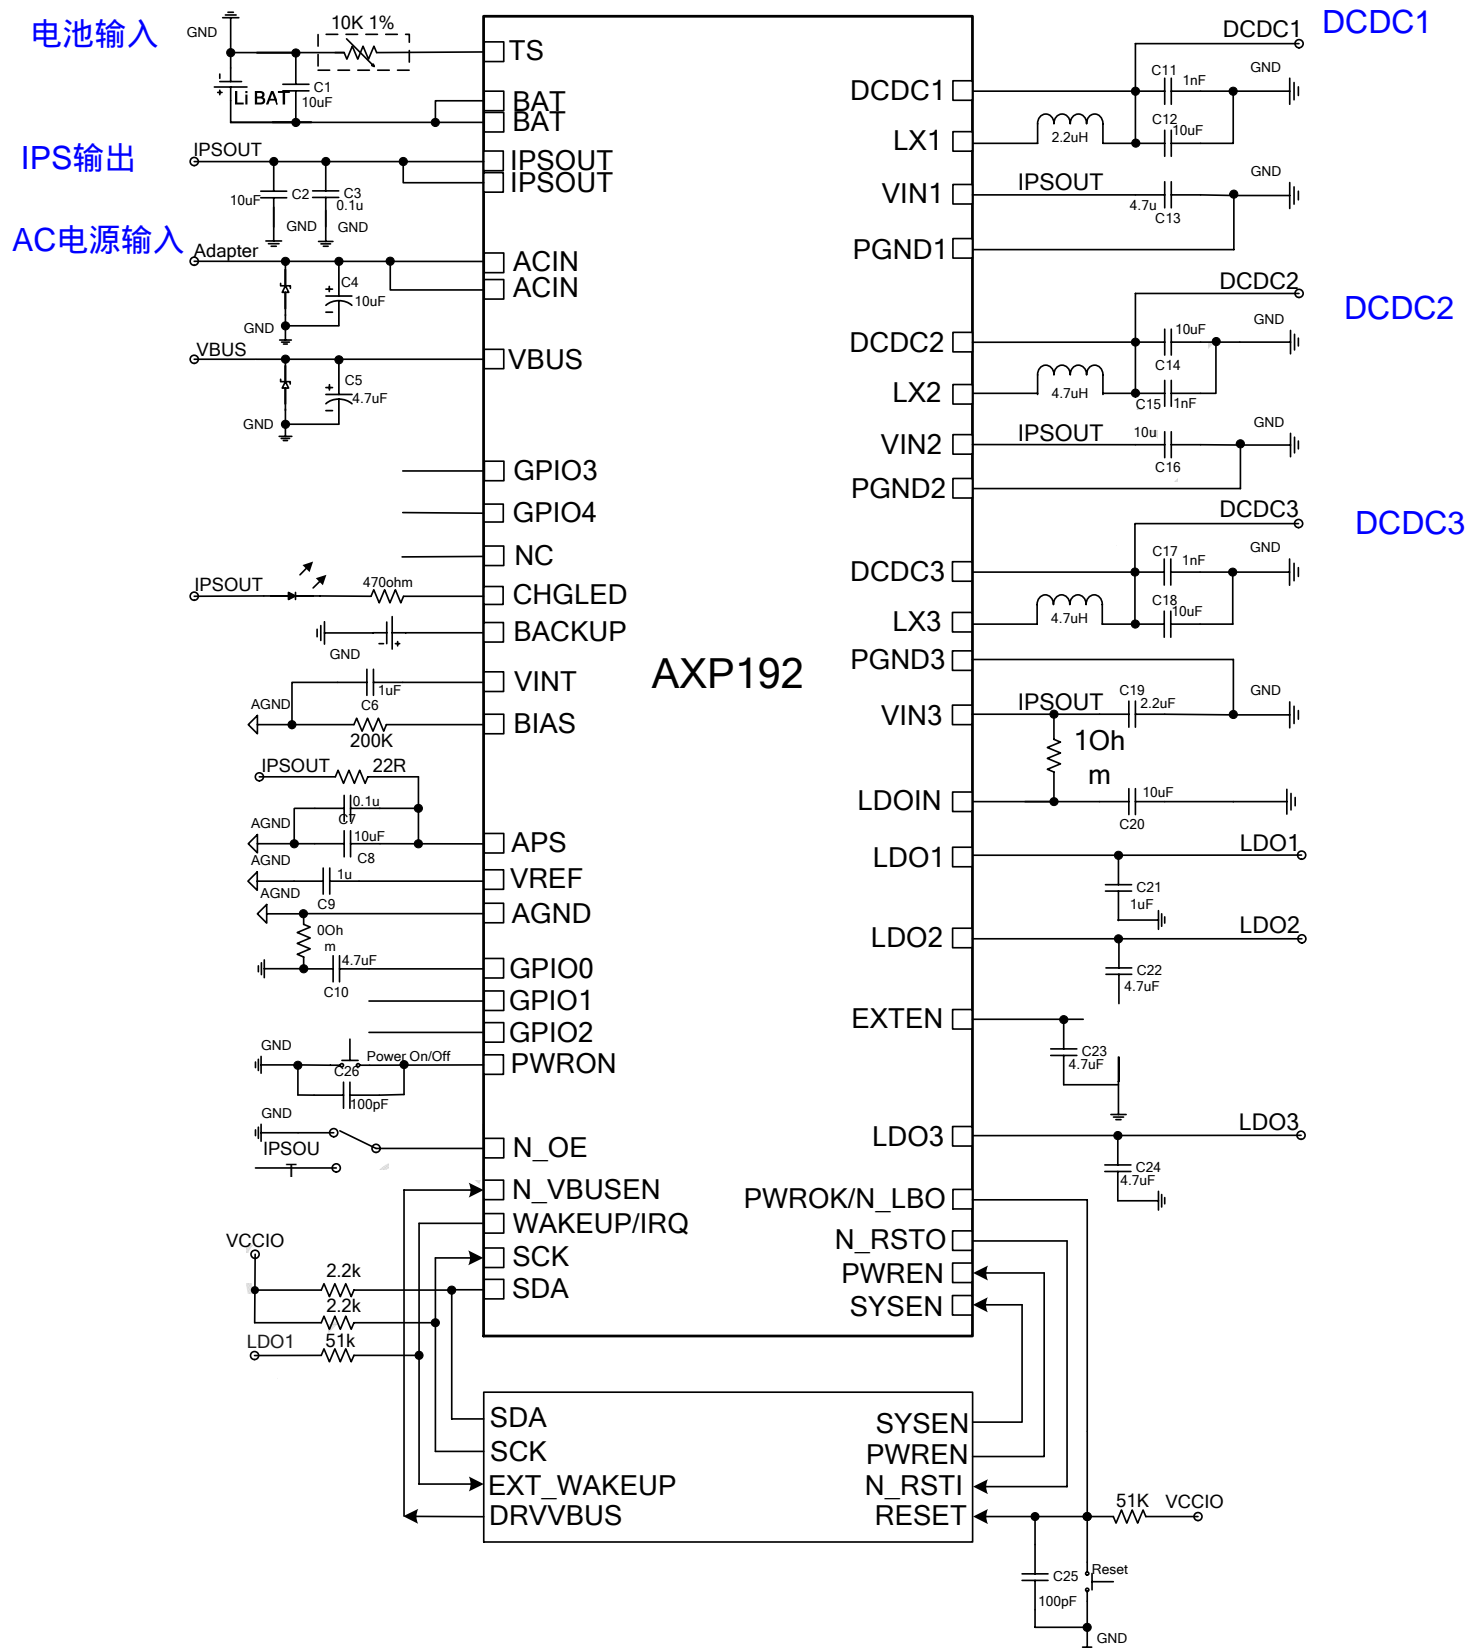 电池输入
GND
10K 1%
TS
Li BAT
C1
10uF
BAT
BAT
IPS输出
IPSOUT
IPSOUT
IPSOUT
10uF
C2
C3
0.1u
GND
GND
AC电源输入
Adapter
ACIN
ACIN
C4
10uF
GND
VBUS
VBUS
C5
4.7uF
GND
GPIO3
GPIO4
NC
IPSOUT
470ohm
CHGLED
BACKUP
GND
VINT
1uF
C6
AGND
BIAS
200K
IPSOUT
22R
0.1u
C7
AGND
10uF
C8
APS
AGND
1u
C9
VREF
AGND
AGND
0Oh
m
4.7uF
C10
GPIO0
GPIO1
GPIO2
GND
Power On/Off
C26
PWRON
100pF
GND
IPSOU
T
N_OE
N_VBUSEN
WAKEUP/IRQ
VCCIO
SCK
2.2k
SDA
2.2k
LDO1
51k
AXP192
DCDC1
DCDC1
DCDC1
C11
1nF
GND
C12
10uF
LX1
2.2uH
VIN1
IPSOUT
4.7u
C13
GND
PGND1
DCDC2
DCDC2
DCDC2
10uF
C14
GND
LX2
4.7uH
C15
1nF
VIN2
IPSOUT
10u
C16
GND
PGND2
DCDC3
DCDC3
DCDC3
C17
1nF
GND
C18
10uF
LX3
4.7uH
PGND3
VIN3
IPSOUT
C19
2.2uF
GND
1Oh
m
LDOIN
10uF
C20
LDO1
LDO1
C21
1uF
LDO2
LDO2
C22
4.7uF
EXTEN
C23
4.7uF
LDO3
LDO3
C24
4.7uF
PWROK/N_LBO
N_RSTO
PWREN
SYSEN
SDA
SCK
EXT_WAKEUP
DRVVBUS
SYSEN
PWREN
N_RSTI
RESET
51K
VCCIO
C25
100pF
Reset
GND